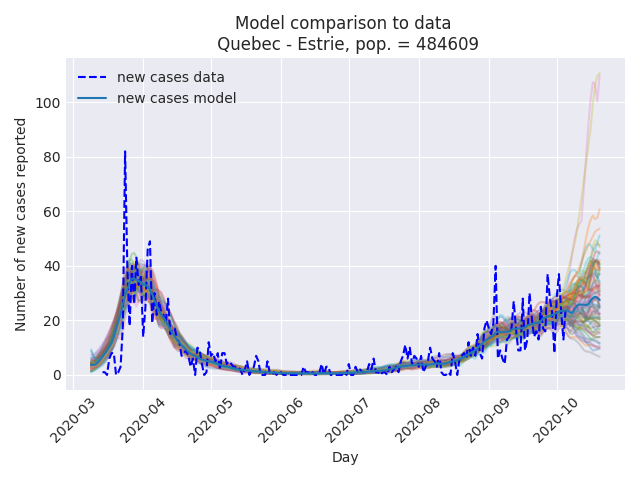 Model comparison to data
Quebec - Estrie, pop. = 484609
new cases data
new cases model
Number of new cases reported
100
80
60
40
20
0
2020-03
2020-04
2020-05
2020-06
2020-07
2020-08
2020-09
2020-10
Day